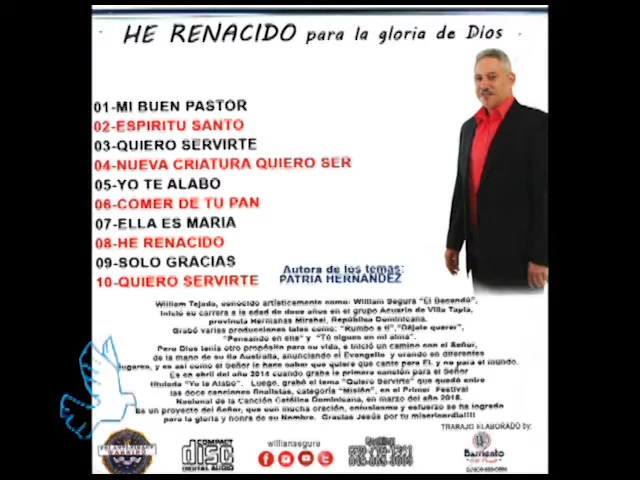 HE RENACIDO para la gloria de Dios
01-MI BUEN PASTOR
02-ESPIRITU SANTO
03-QUIERO SERVIRTE
04-NUEVA CRIATURA QUIERO SER
05-YO TE ALABO
06-COMER DE TU PAN
07-ELLA ES MARIA
08-HE RENACIDO
09-SOLO GRACIAS
10-QUIERO SERVIRTE
Autora de los temas:
PATRIA HERNANDEZ
William Tejada, conocido artísticamente como: William Segura "El Bacandú",
inició su carrera a la edad de doce años en el grupo Acuario de Villa Tapia,
provincia Hermanas Mirabal, República Dominicana.
Grabó varias producciones tales como: "Rumbo a ti", "Déjate querer",
"Pensando en ella" y "Tú sigues en mi alma".
Pero Dios tenía otro propósito para su vida, e inició un camino con el Señor,
de la mano de su tía Australia, anunciando el Evangelio y orando en diferentes
lugares, y es así como el Señor le hace saber que quiere que cante para El, y no para el mundo.
Es en abril del año 2014 cuando graba la primera canción para el Señor
titulada "Yo te Alabo". Luego, grabó el tema "Quiero Servirte" que quedó entre
las doce canciones finalistas, categoría "Misión", en el Primer Festival
Nacional de la Canción Católica Dominicana, en marzo del año
Es un proyecto del Señor, que con mucha oración, entusiasmo y esfuerzo se ha logrado
para la gloria y honra de su Nombre. Gracias Jesús por tu misericordia!!!!
TRABAJO ELABORADO by:
COMPACT
disc
DIGITAL AUDIO
williansegura
Barriento